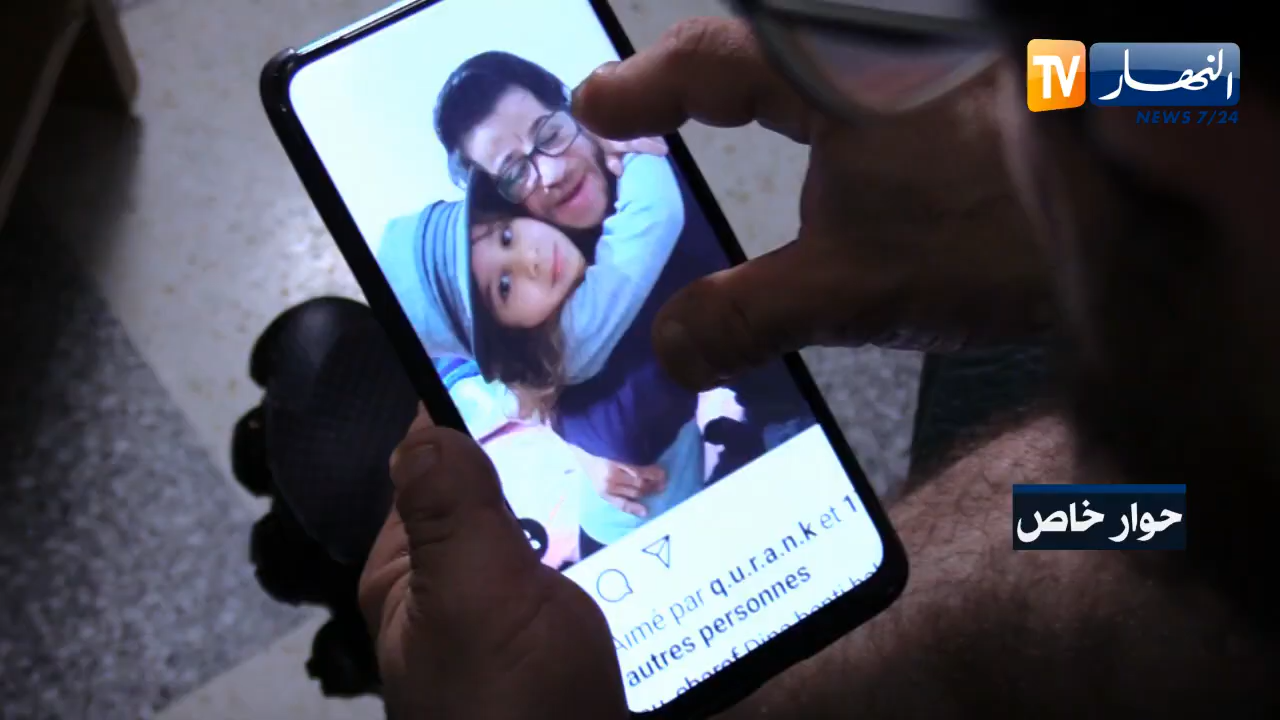 TV النهار
NEWS 7/24
حوار خاص
Aimé par q.u.r.a.n.k et 1
autres personnes